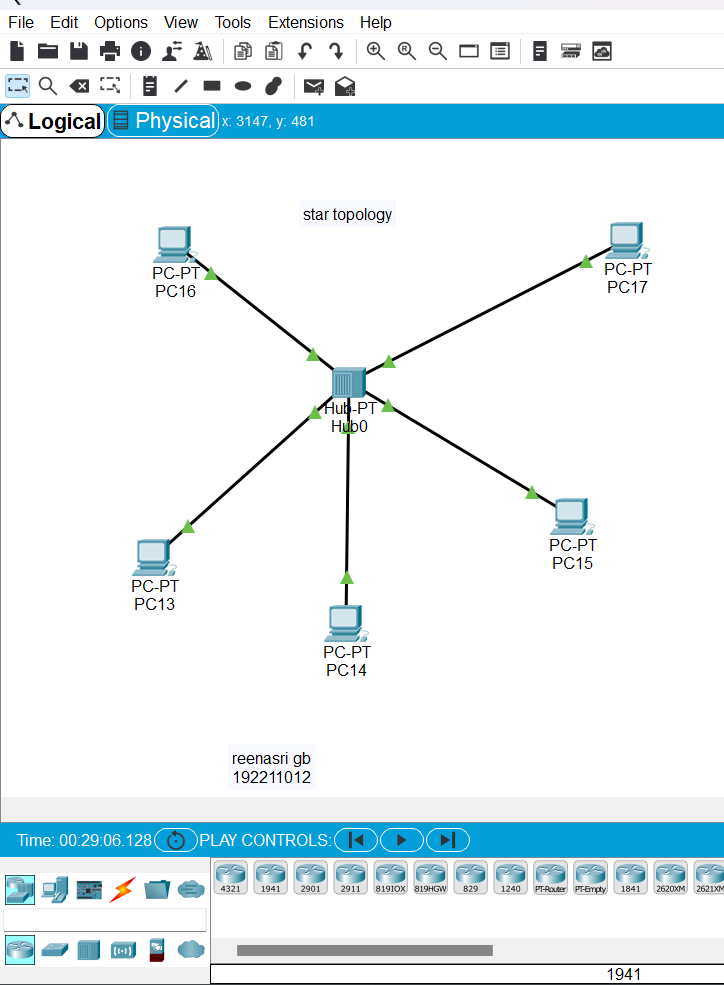 File Edit Options View Tools Extensions Help
Logical Physical x: 3147, y: 481
star topology
PC-PT
PC16
PC-PT
PC17
Hub-PT
Hub0
PC-PT
PC15
PC-PT
PC13
PC-PT
PC14
reenasri gb
192211012
Time: 00:29:06.128 PLAY CONTROLS:
4321 1941 2901 2911 819IOX 819HGW 829 1240 PT-Router PT-Empty 1841 2620XM 2621XM
1941